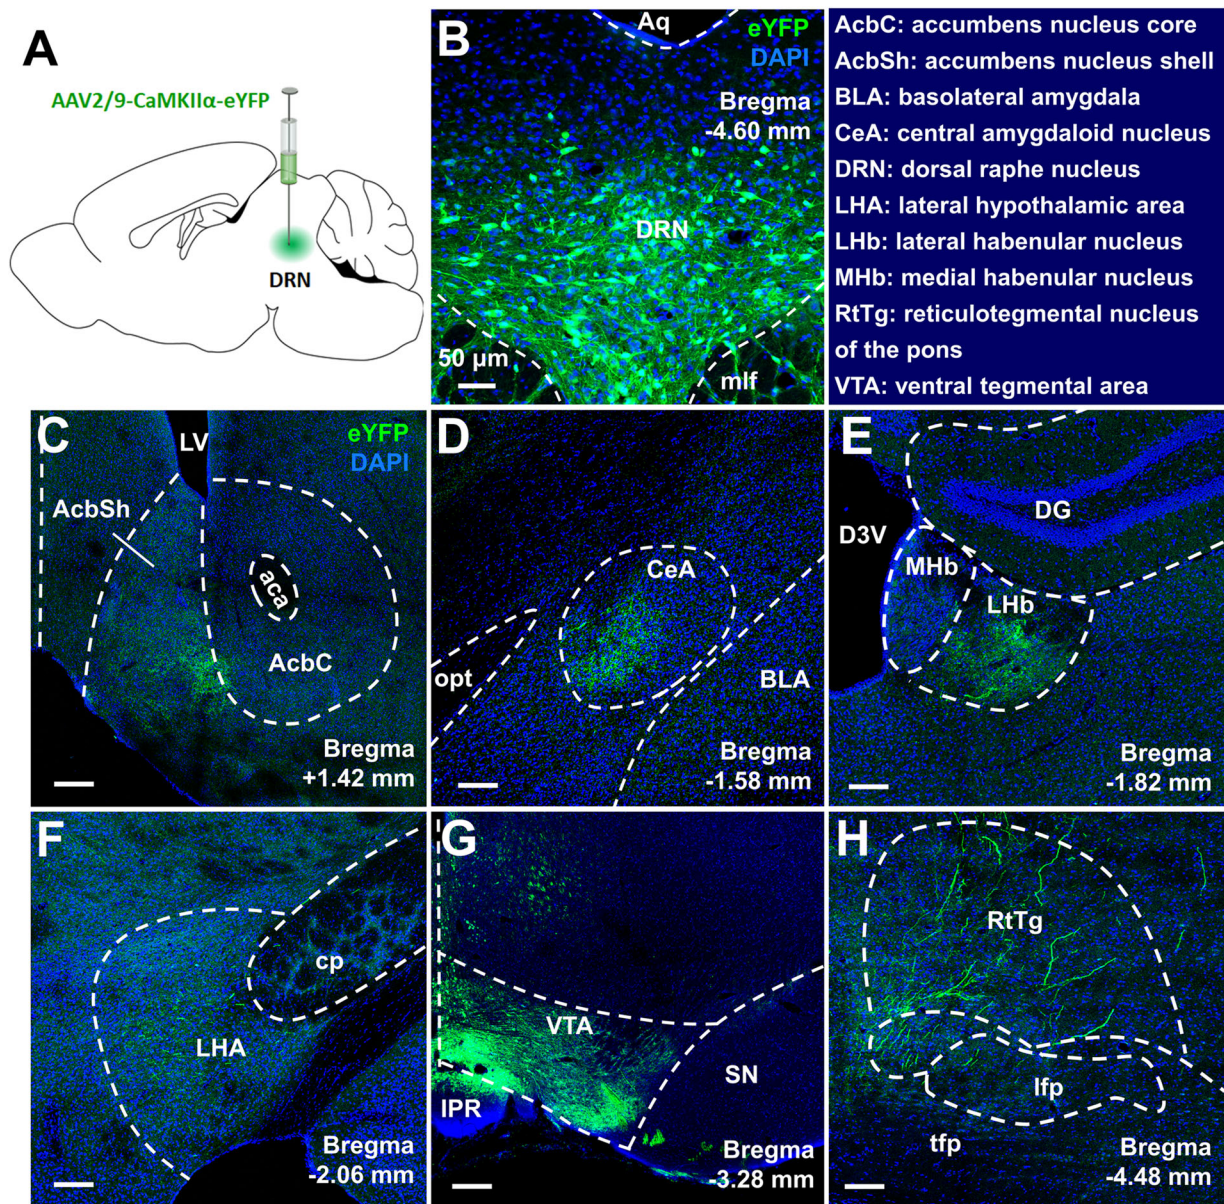 A
AAV2/9-CaMKIIα-eYFP
DRN
B
Aq
eYFP
DAPI
Bregma
-4.60 mm
DRN
50 μm
mlf
AcbC: accumbens nucleus core
AcbSh: accumbens nucleus shell
BLA: basolateral amygdala
CeA: central amygdaloid nucleus
DRN: dorsal raphe nucleus
LHA: lateral hypothalamic area
LHb: lateral habenular nucleus
MHb: medial habenular nucleus
RtTg: reticulotegmental nucleus
of the pons
VTA: ventral tegmental area
C
LV
eYFP
DAPI
AcbSh
aca
AcbC
Bregma
+1.42 mm
D
CeA
opt
BLA
Bregma
-1.58 mm
E
DG
D3V
MHb
LHb
Bregma
-1.82 mm
F
cp
LHA
Bregma
-2.06 mm
G
VTA
SN
IPR
Bregma
-3.28 mm
H
RtTg
lfp
tfp
Bregma
-4.48 mm